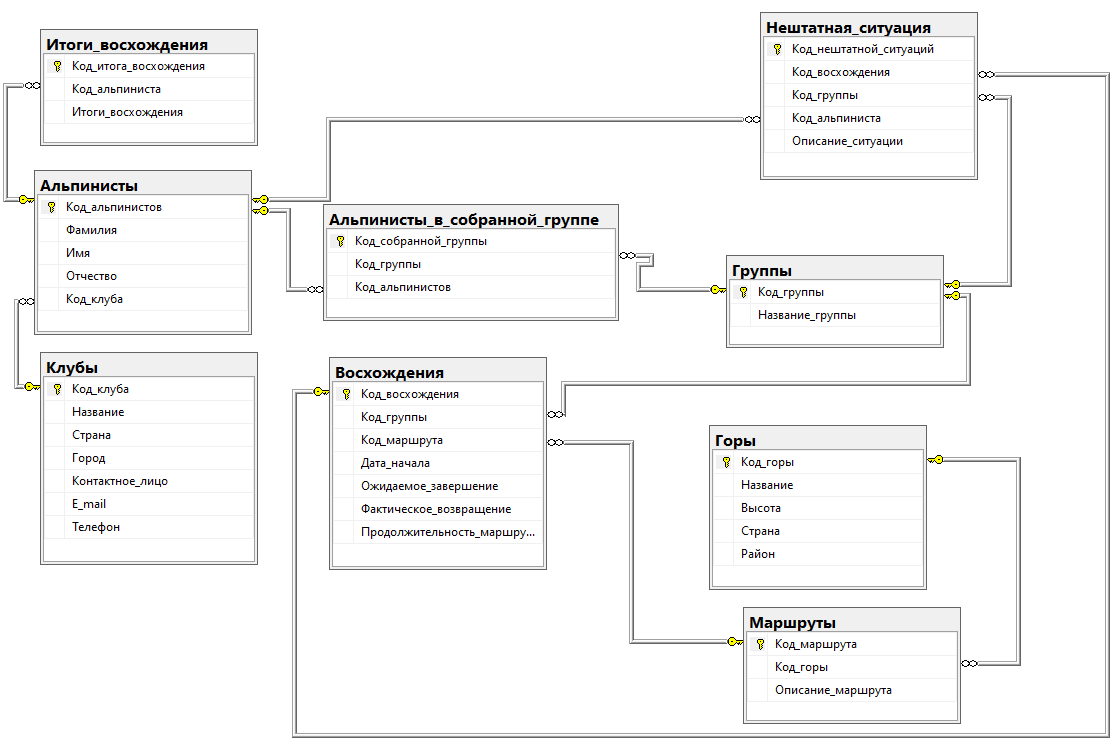 Итоги_восхождения
Код_итога_восхождения
Код_альпиниста
Итоги_восхождения
Нештатная_ситуация
Код_нештатной_ситуаций
Код_восхождения
Код_группы
Код_альпиниста
Описание_ситуации
Альпинисты
Код_альпинистов
Фамилия
Имя
Отчество
Код_клуба
Альпинисты_в_собранной_группе
Код_собранной_группы
Код_группы
Код_альпинистов
Группы
Код_группы
Название_группы
Клубы
Код_клуба
Название
Страна
Город
Контактное_лицо
E_mail
Телефон
Восхождения
Код_восхождения
Код_группы
Код_маршрута
Дата_начала
Ожидаемое_завершение
Фактическое_возвращение
Продолжительность_маршру...
Горы
Код_горы
Название
Высота
Страна
Район
Маршруты
Код_маршрута
Код_горы
Описание_маршрута